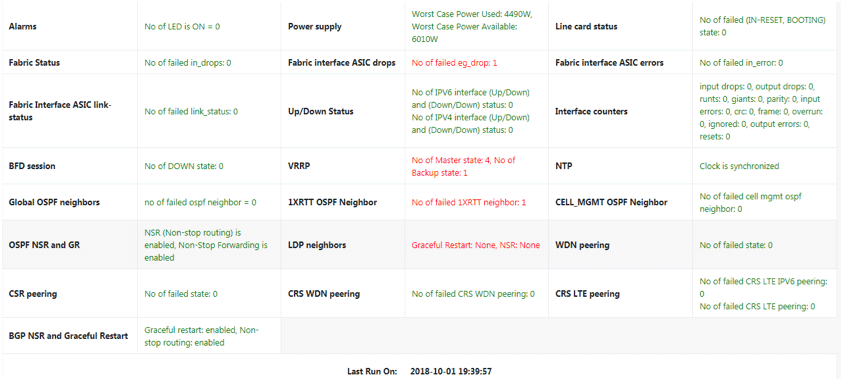 Alarms
No of LED is ON = 0
Power supply
Worst Case Power Used: 4490W,
Worst Case Power Available:
6010W
Line card status
No of failed (IN-RESET, BOOTING)
state: 0
Fabric Status
No of failed in_drops: 0
Fabric interface ASIC drops
No of failed eg_drop: 1
Fabric interface ASIC errors
No of failed in_error: 0
Fabric Interface ASIC link-
status
No of failed link_status: 0
Up/Down Status
No of IPV6 interface (Up/Down)
and (Down/Down) status: 0
No of IPV4 interface (Up/Down)
and (Down/Down) status: 0
Interface counters
input drops: 0, output drops: 0,
runts: 0, giants: 0, parity: 0, input
errors: 0, crc: 0, frame: 0, overrun:
0, ignored: 0, output errors: 0,
resets: 0
BFD session
No of DOWN state: 0
VRRP
No of Master state: 4, No of
Backup state: 1
NTP
Clock is synchronized
Global OSPF neighbors
no of failed ospf neighbor = 0
1XRTT OSPF Neighbor
No of failed 1XRTT neighbor: 1
CELL_MGMT OSPF Neighbor
No of failed cell mgmt ospf
neighbor: 0
OSPF NSR and GR
NSR (Non-stop routing) is
enabled, Non-Stop Forwarding is
enabled
LDP neighbors
Graceful Restart: None, NSR: None
WDN peering
No of failed state: 0
CSR peering
No of failed state: 0
CRS WDN peering
No of failed CRS WDN peering: 0
CRS LTE peering
No of failed CRS LTE IPV6 peering:
0
No of failed CRS LTE peering: 0
BGP NSR and Graceful Restart
Graceful restart: enabled, Non-
stop routing: enabled
Last Run On: 2018-10-01 19:39:57